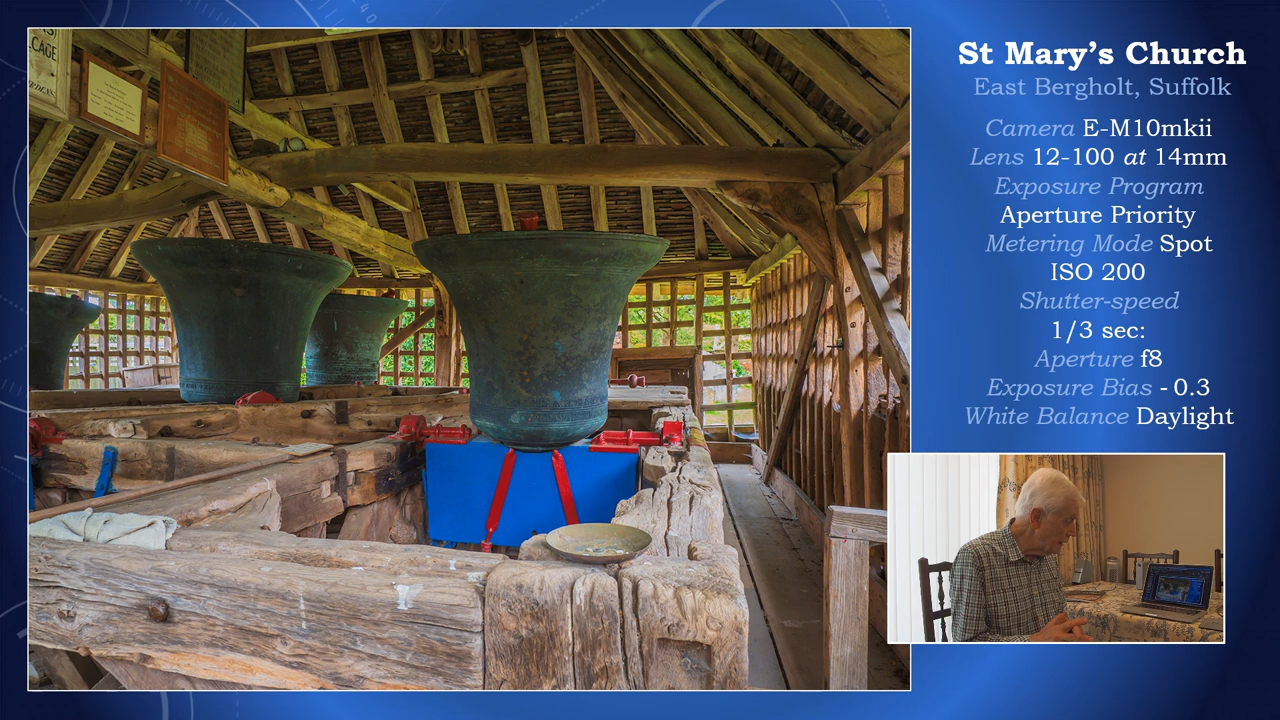 LCAGE
St Mary's Church
East Bergholt, Suffolk
Camera E-M10mkii
Lens 12-100 at 14mm
Exposure Program
Aperture Priority
Metering Mode Spot
ISO 200
Shutter-speed
1/3 sec:
Aperture f8
Exposure Bias - 0.3
White Balance Daylight